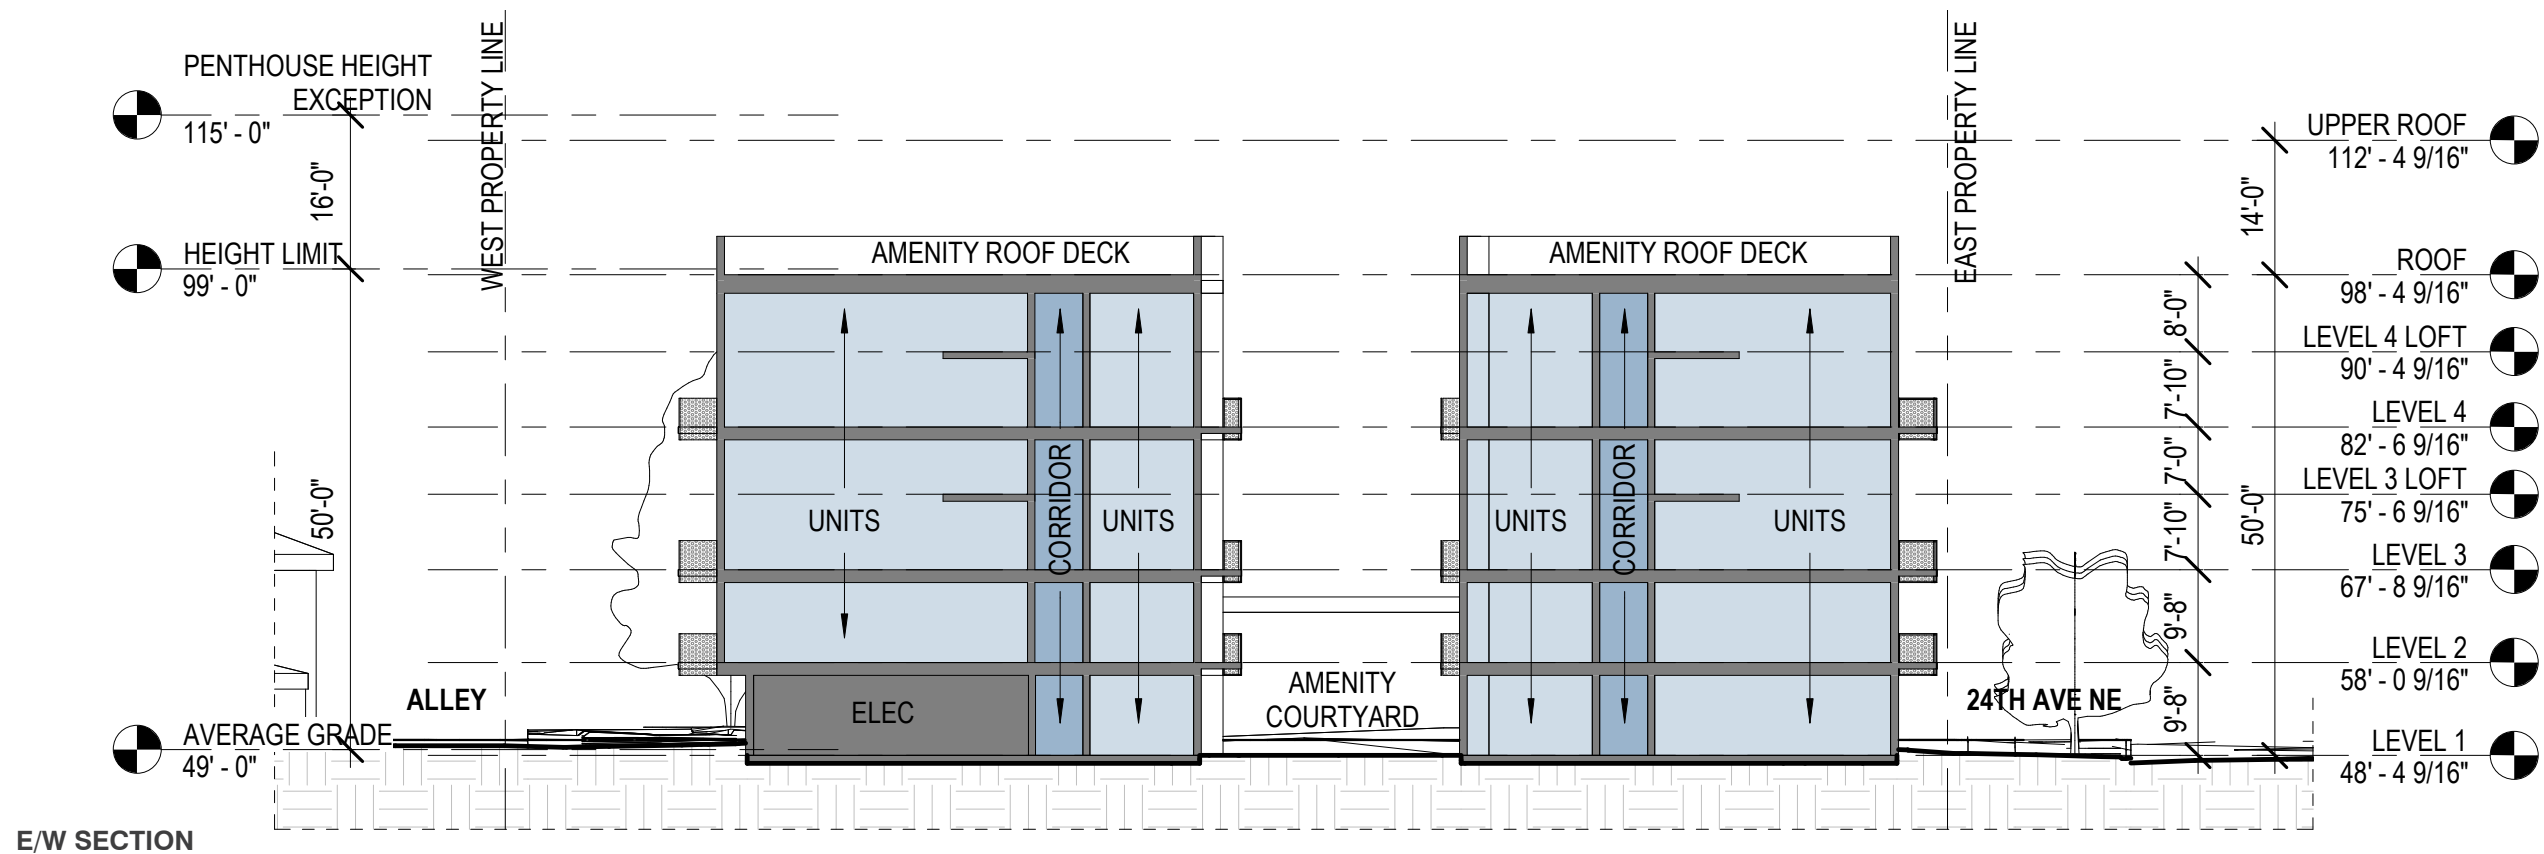 PENTHOUSE HEIGHT
EXCEPTION
115' - 0"
16'-0"
HEIGHT LIMIT
99' - 0"
50'-0"
AVERAGE GRADE
49' - 0"
WEST PROPERTY LINE
ALLEY
AMENITY ROOF DECK
UNITS
CORRIDOR
UNITS
ELEC
AMENITY
COURTYARD
AMENITY ROOF DECK
UNITS
CORRIDOR
UNITS
EAST PROPERTY LINE
24TH AVE NE
8'-0"
7'-10"
7'-0"
7'-10"
9'-8"
9'-8"
14'-0"
50'-0"
UPPER ROOF
112' - 4 9/16"
ROOF
98' - 4 9/16"
LEVEL 4 LOFT
90' - 4 9/16"
LEVEL 4
82' - 6 9/16"
LEVEL 3 LOFT
75' - 6 9/16"
LEVEL 3
67' - 8 9/16"
LEVEL 2
58' - 0 9/16"
LEVEL 1
48' - 4 9/16"
E/W SECTION